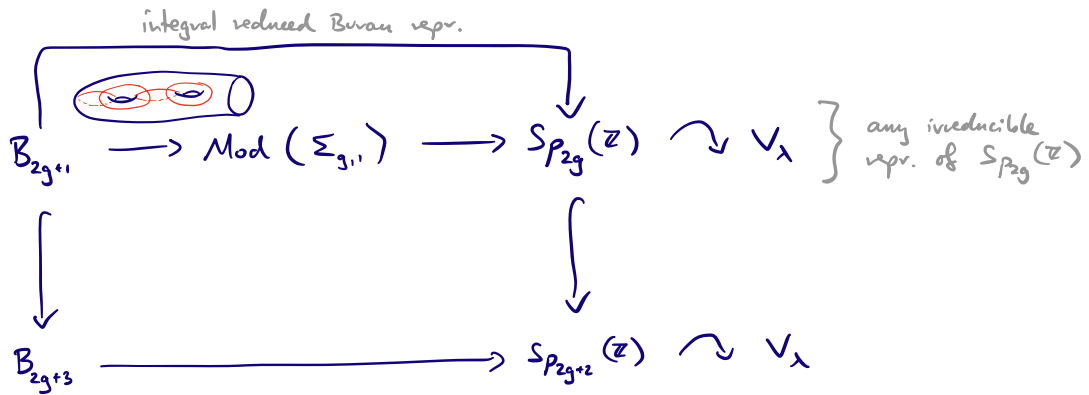 integral reduced Burau repr.
B_{2g+1} → Mod (Σ_{g,1}) → Sp_{2g}(ℤ) ↷ V_λ } any irreducible
repr. of Sp_{2g}(ℤ)
B_{2g+3} → Sp_{2g+2}(ℤ) ↷ V_λ